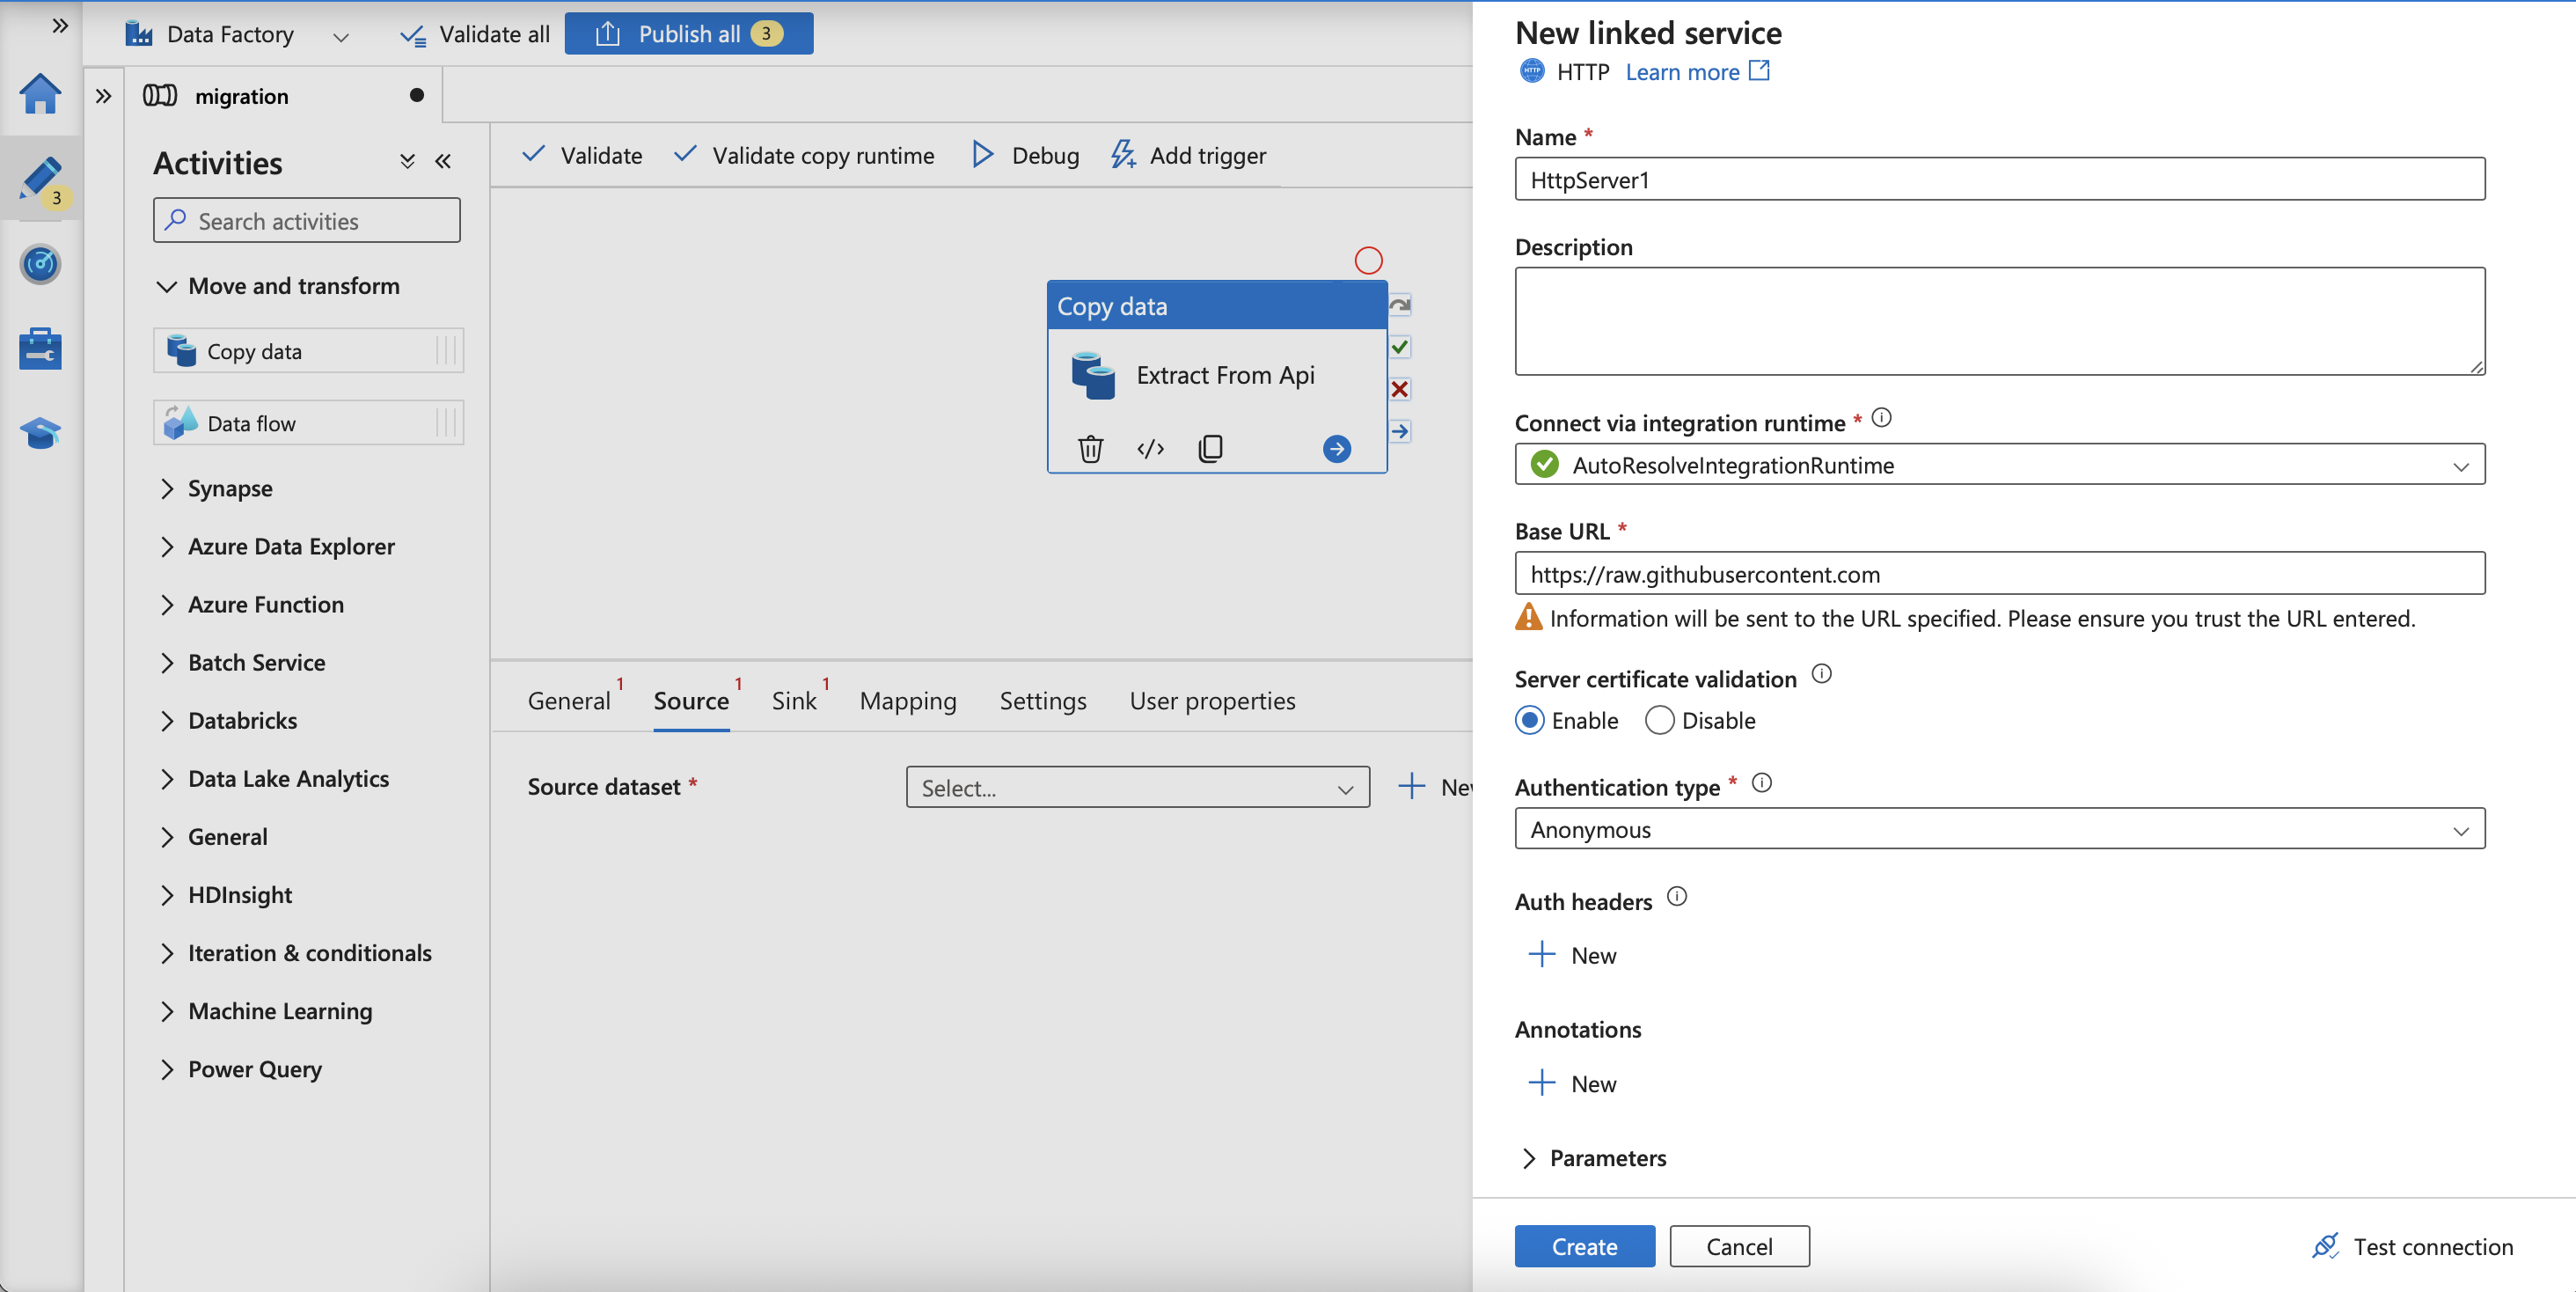 Data Factory
Validate all
Publish all 3
migration
3
Activities
Search activities
Move and transform
Copy data
Data flow
Synapse
Azure Data Explorer
Azure Function
Batch Service
Databricks
Data Lake Analytics
General
HDInsight
Iteration & conditionals
Machine Learning
Power Query
Validate
Validate copy runtime
Debug
Add trigger
Copy data
Extract From Api
General 1
Source 1
Sink 1
Mapping
Settings
User properties
Source dataset *
Select...
New linked service
HTTP Learn more
Name *
HttpServer1
Description
Connect via integration runtime *
AutoResolveIntegrationRuntime
Base URL *
https://raw.githubusercontent.com
Information will be sent to the URL specified. Please ensure you trust the URL entered.
Server certificate validation
Enable Disable
Authentication type *
Anonymous
Auth headers
New
Annotations
New
Parameters
Create Cancel
Test connection